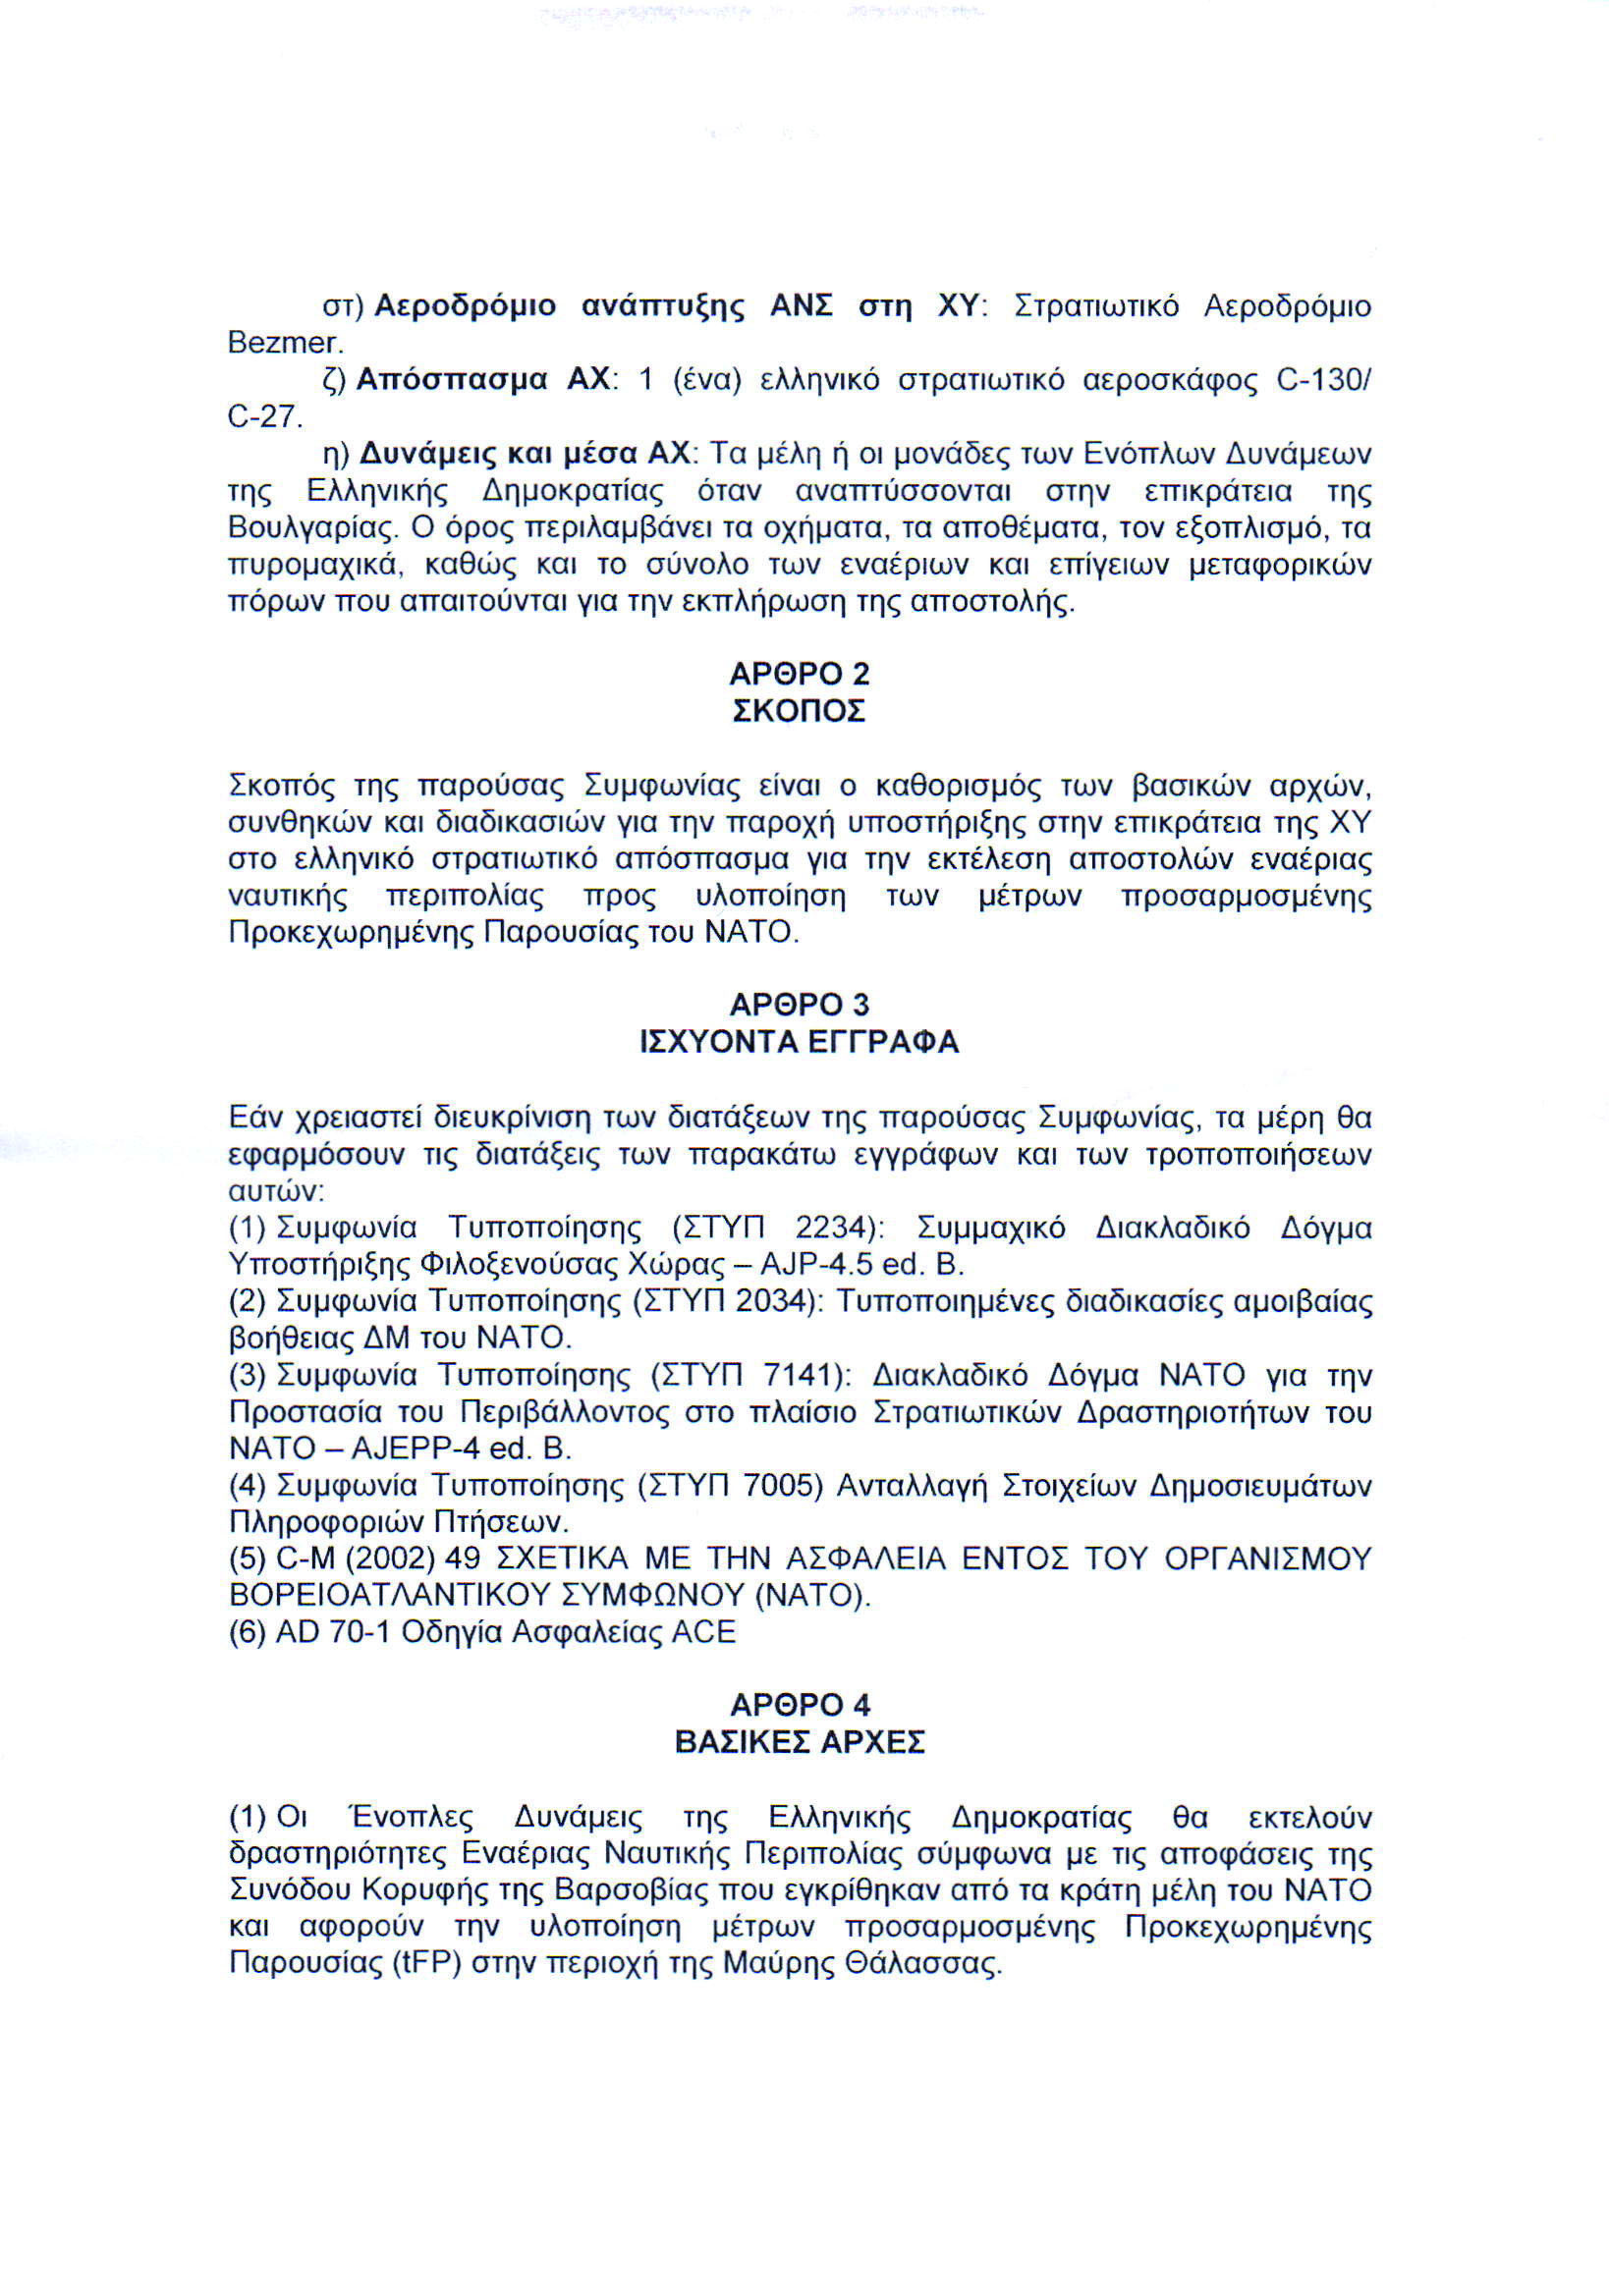 στ) Αεροδρόμιο ανάπτυξης ΑΝΣ στη ΧΥ: Στρατιωτικό Αεροδρόμιο
Bezmer.
ζ) Απόσπασμα ΑΧ: 1 (ένα) ελληνικό στρατιωτικό αεροσκάφος C-130/
C-27.
η) Δυνάμεις και μέσα ΑΧ: Τα μέλη ή οι μονάδες των Ενόπλων Δυνάμεων
της Ελληνικής Δημοκρατίας όταν αναπτύσσονται στην επικράτεια της
Βουλγαρίας. Ο όρος περιλαμβάνει τα οχήματα, τα αποθέματα, τον εξοπλισμό, τα
πυρομαχικά, καθώς και το σύνολο των εναέριων και επίγειων μεταφορικών
πόρων που απαιτούνται για την εκπλήρωση της αποστολής.
ΑΡΘΡΟ 2
ΣΚΟΠΟΣ
Σκοπός της παρούσας Συμφωνίας είναι ο καθορισμός των βασικών αρχών,
συνθηκών και διαδικασιών για την παροχή υποστήριξης στην επικράτεια της ΧΥ
στο ελληνικό στρατιωτικό απόσπασμα για την εκτέλεση αποστολών εναέριας
ναυτικής περιπολίας προς υλοποίηση των μέτρων προσαρμοσμένης
Προκεχωρημένης Παρουσίας του ΝΑΤΟ.
ΑΡΘΡΟ 3
ΙΣΧΥΟΝΤΑ ΕΓΓΡΑΦΑ
Εάν χρειαστεί διευκρίνιση των διατάξεων της παρούσας Συμφωνίας, τα μέρη θα
εφαρμόσουν τις διατάξεις των παρακάτω εγγράφων και των τροποποιήσεων
αυτών:
(1) Συμφωνία Τυποποίησης (ΣΤΥΠ 2234): Συμμαχικό Διακλαδικό Δόγμα
Υποστήριξης Φιλοξενούσας Χώρας – AJP-4.5 ed. B.
(2) Συμφωνία Τυποποίησης (ΣΤΥΠ 2034): Τυποποιημένες διαδικασίες αμοιβαίας
βοήθειας ΔΜ του ΝΑΤΟ.
(3) Συμφωνία Τυποποίησης (ΣΤΥΠ 7141): Διακλαδικό Δόγμα ΝΑΤΟ για την
Προστασία του Περιβάλλοντος στο πλαίσιο Στρατιωτικών Δραστηριοτήτων του
ΝΑΤΟ – AJEPP-4 ed. B.
(4) Συμφωνία Τυποποίησης (ΣΤΥΠ 7005) Ανταλλαγή Στοιχείων Δημοσιευμάτων
Πληροφοριών Πτήσεων.
(5) C-M (2002) 49 ΣΧΕΤΙΚΑ ΜΕ ΤΗΝ ΑΣΦΑΛΕΙΑ ΕΝΤΟΣ ΤΟΥ ΟΡΓΑΝΙΣΜΟΥ
ΒΟΡΕΙΟΑΤΛΑΝΤΙΚΟΥ ΣΥΜΦΩΝΟΥ (ΝΑΤΟ).
(6) AD 70-1 Οδηγία Ασφαλείας ACE
ΑΡΘΡΟ 4
ΒΑΣΙΚΕΣ ΑΡΧΕΣ
(1) Οι Ένοπλες Δυνάμεις της Ελληνικής Δημοκρατίας θα εκτελούν
δραστηριότητες Εναέριας Ναυτικής Περιπολίας σύμφωνα με τις αποφάσεις της
Συνόδου Κορυφής της Βαρσοβίας που εγκρίθηκαν από τα κράτη μέλη του ΝΑΤΟ
και αφορούν την υλοποίηση μέτρων προσαρμοσμένης Προκεχωρημένης
Παρουσίας (tFP) στην περιοχή της Μαύρης Θάλασσας.